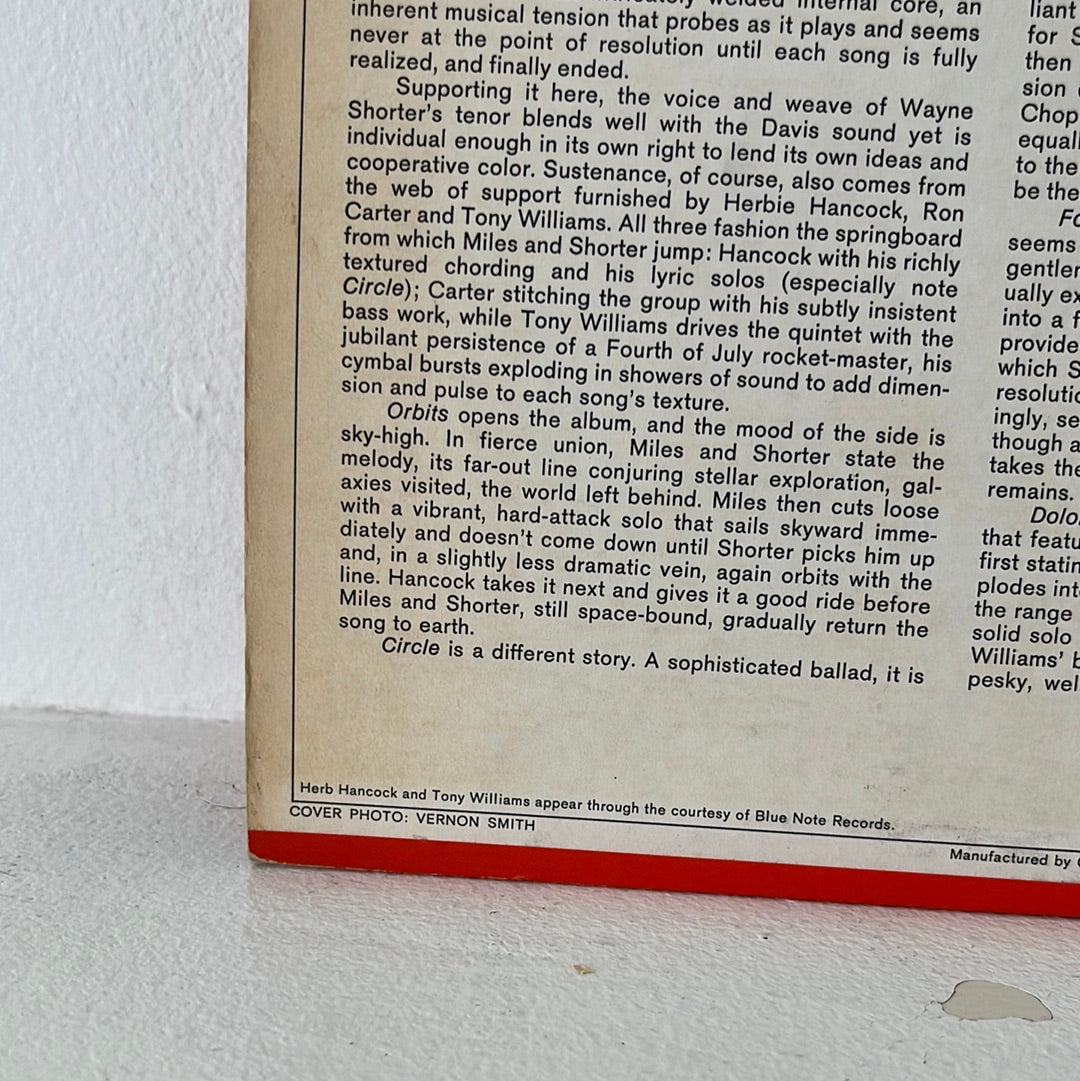 welded internal core, an
inherent musical tension that probes as it plays and seems
never at the point of resolution until each song is fully
realized, and finally ended.
Supporting it here, the voice and weave of Wayne
Shorter's tenor blends well with the Davis sound yet is
individual enough in its own right to lend its own ideas and
cooperative color. Sustenance, of course, also comes from
the web of support furnished by Herbie Hancock, Ron
Carter and Tony Williams. All three fashion the springboard
from which Miles and Shorter jump: Hancock with his richly
textured chording and his lyric solos (especially note
Circle); Carter stitching the group with his subtly insistent
bass work, while Tony Williams drives the quintet with the
jubilant persistence of a Fourth of July rocket-master, his
cymbal bursts exploding in showers of sound to add dimen-
sion and pulse to each song's texture.
Orbits opens the album, and the mood of the side is
sky-high. In fierce union, Miles and Shorter state the
melody, its far-out line conjuring stellar exploration, gal-
axies visited, the world left behind. Miles then cuts loose
with a vibrant, hard-attack solo that sails skyward imme-
diately and doesn't come down until Shorter picks him up
and, in a slightly less dramatic vein, again orbits with the
line. Hancock takes it next and gives it a good ride before
Miles and Shorter, still space-bound, gradually return the
song to earth.
Circle is a different story. A sophisticated ballad, it is
liant
for S
then
sion
Chop
equall
to the
be the
Fo
seems
gentler
ually ex
into a f
provide
which S
resolutio
ingly, se
though a
takes the
remains.
Dolo
that featu
first statin
plodes int
the range
solid solo
Williams' b
pesky, wel
Herb Hancock and Tony Williams appear through the courtesy of Blue Note Records.
COVER PHOTO: VERNON SMITH
Manufactured by